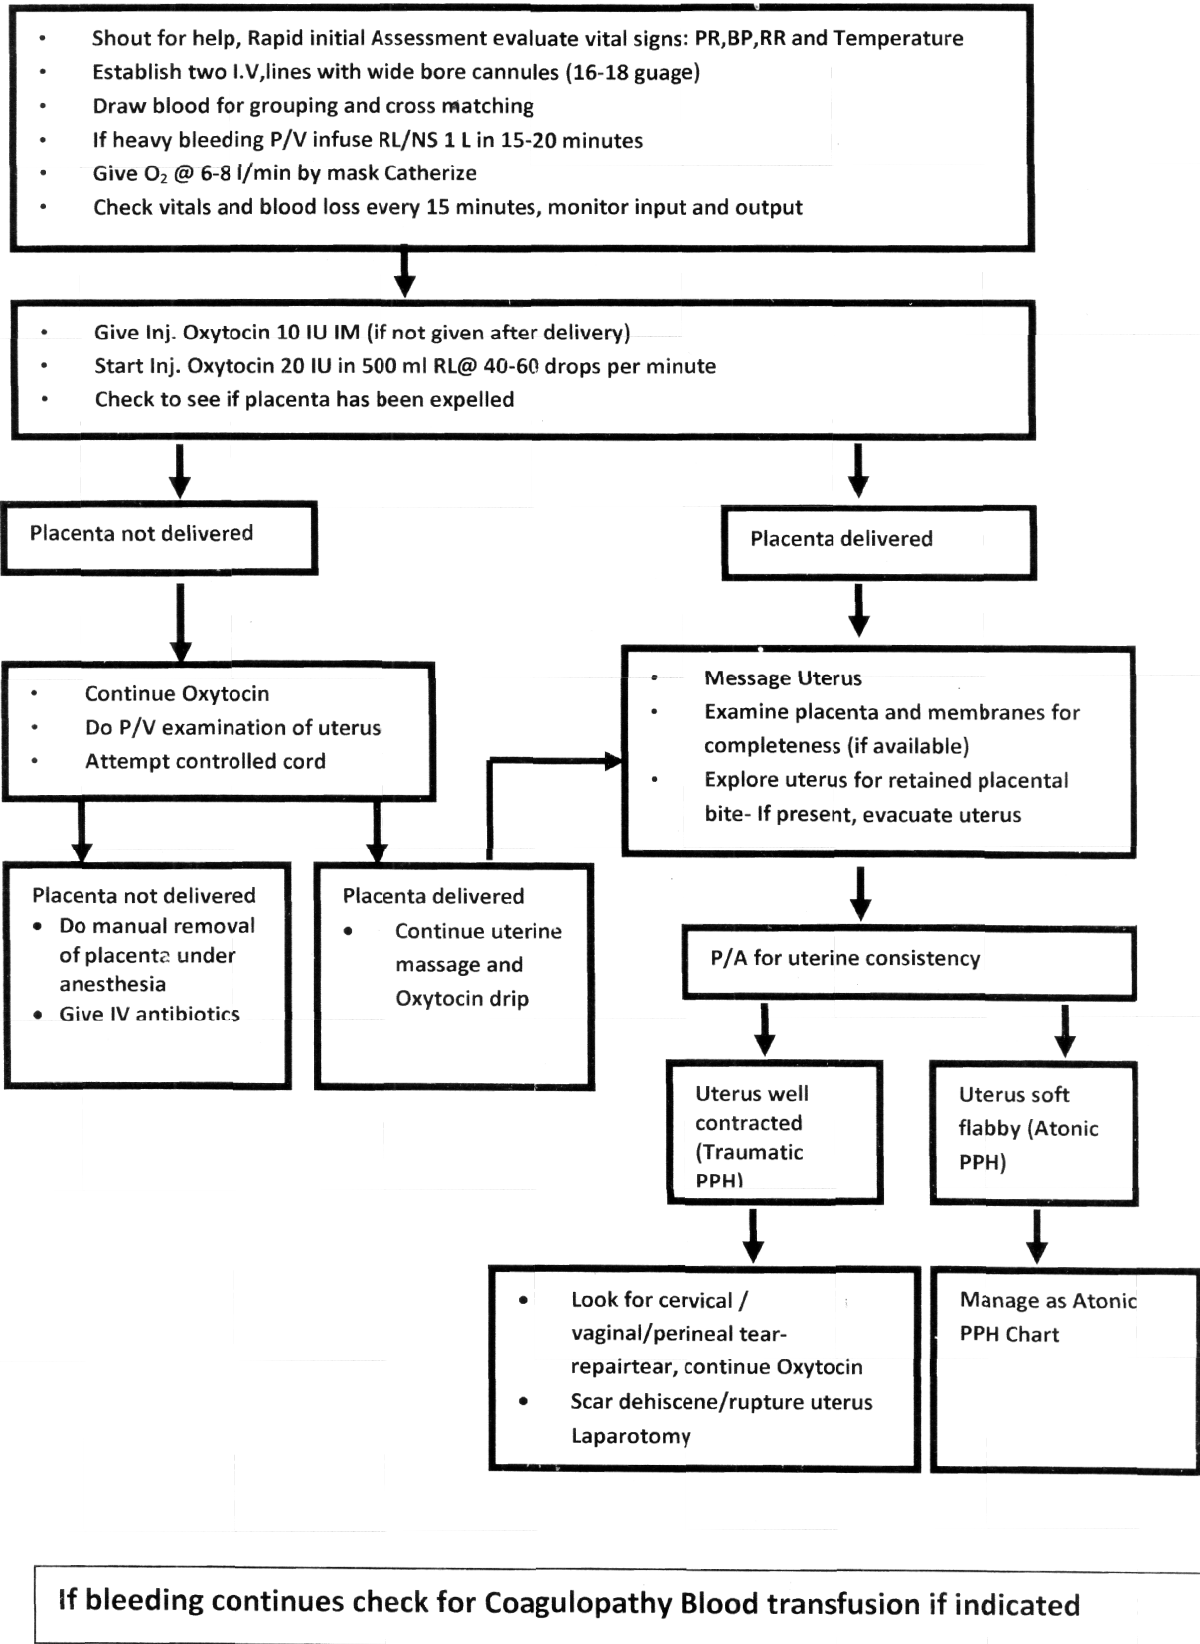 • Shout for help, Rapid initial Assessment evaluate vital signs: PR,BP,RR and Temperature
• Establish two I.V,lines with wide bore cannules (16-18 guage)
• Draw blood for grouping and cross matching
• If heavy bleeding P/V infuse RL/NS 1 L in 15-20 minutes
• Give O₂ @ 6-8 l/min by mask Catherize
• Check vitals and blood loss every 15 minutes, monitor input and output
• Give Inj. Oxytocin 10 IU IM (if not given after delivery)
• Start Inj. Oxytocin 20 IU in 500 ml RL@ 40-60 drops per minute
• Check to see if placenta has been expelled
Placenta not delivered
Placenta delivered
• Continue Oxytocin
• Do P/V examination of uterus
• Attempt controlled cord
• Message Uterus
• Examine placenta and membranes for
completeness (if available)
• Explore uterus for retained placental
bite- If present, evacuate uterus
Placenta not delivered
• Do manual removal
of placenta under
anesthesia
• Give IV antibiotics
Placenta delivered
• Continue uterine
massage and
Oxytocin drip
P/A for uterine consistency
Uterus well
contracted
(Traumatic
PPH)
Uterus soft
flabby (Atonic
PPH)
• Look for cervical /
vaginal/perineal tear-
repairtear, continue Oxytocin
• Scar dehiscene/rupture uterus
Laparotomy
Manage as Atonic
PPH Chart
If bleeding continues check for Coagulopathy Blood transfusion if indicated